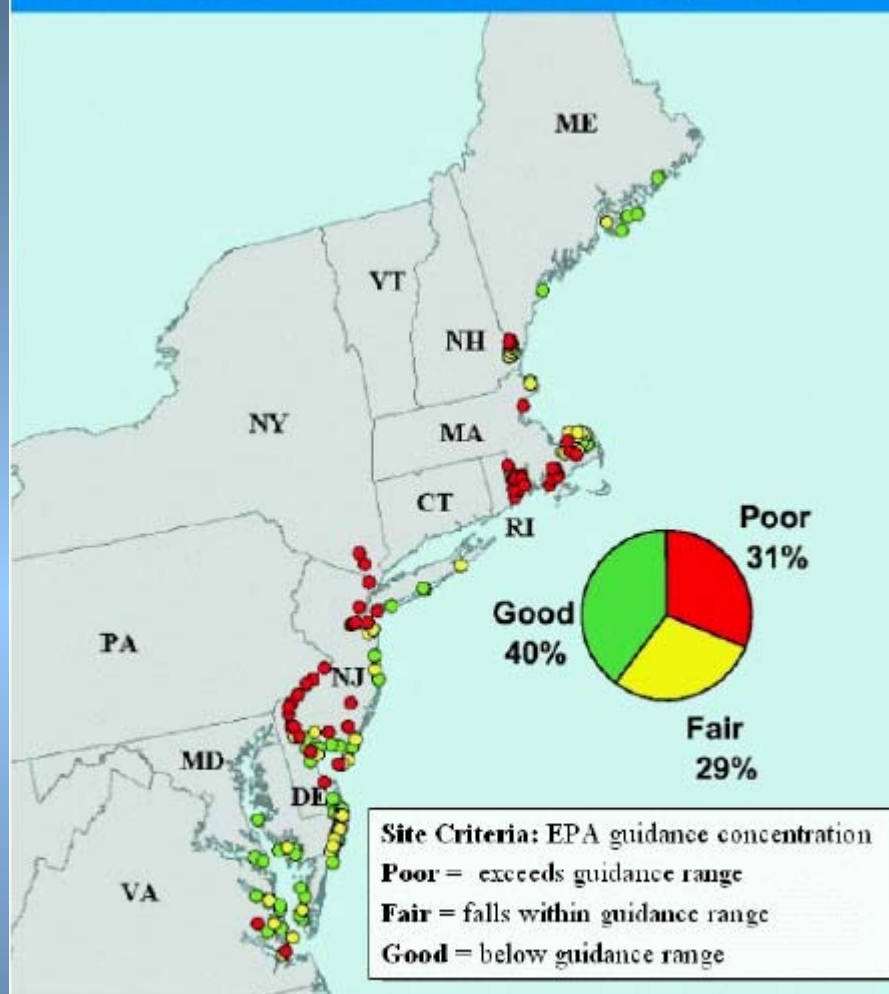 ME
VT
NH
NY
MA
CT
RI
Poor
31%
Good
40%
PA
NJ
Fair
29%
MD
DE
VA
Site Criteria: EPA guidance concentration
Poor = exceeds guidance range
Fair = falls within guidance range
Good = below guidance range